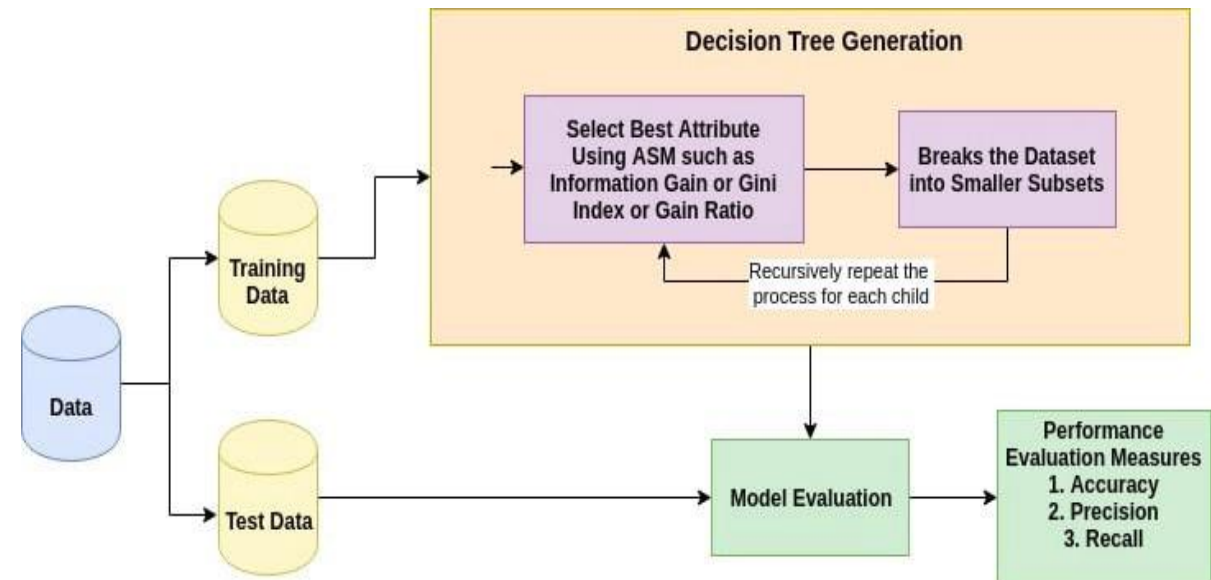 Decision Tree Generation
Select Best Attribute
Using ASM such as
Information Gain or Gini
Index or Gain Ratio
Breaks the Dataset
into Smaller Subsets
Recursively repeat the
process for each child
Training
Data
Data
Test Data
Model Evaluation
Performance
Evaluation Measures
1. Accuracy
2. Precision
3. Recall